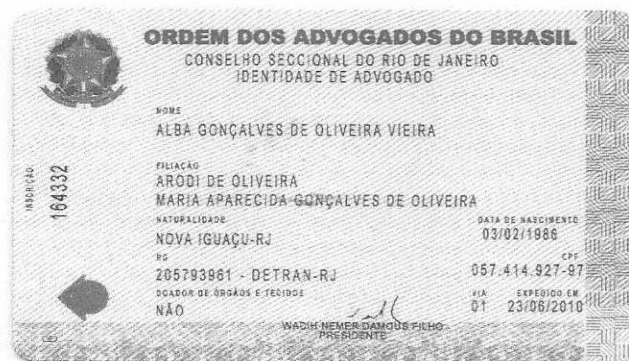 ORDEM DOS ADVOGADOS DO BRASIL
CONSELHO SECCIONAL DO RIO DE JANEIRO
IDENTIDADE DE ADVOGADO
NOME
ALBA GONÇALVES DE OLIVEIRA VIEIRA
FILIAÇÃO
ARODI DE OLIVEIRA
MARIA APARECIDA GONÇALVES DE OLIVEIRA
NATURALIDADE DATA DE NASCIMENTO
NOVA IGUAÇU-RJ 03/02/1986
RG CPF
205793961 - DETRAN-RJ 057.414.927-97
DOADOR DE ÓRGÃOS E TECIDOS VIA EXPEDIDO EM
NÃO 01 23/06/2010
WADIH NEMER DAMOUS FILHO
PRESIDENTE
INSCRIÇÃO
164332